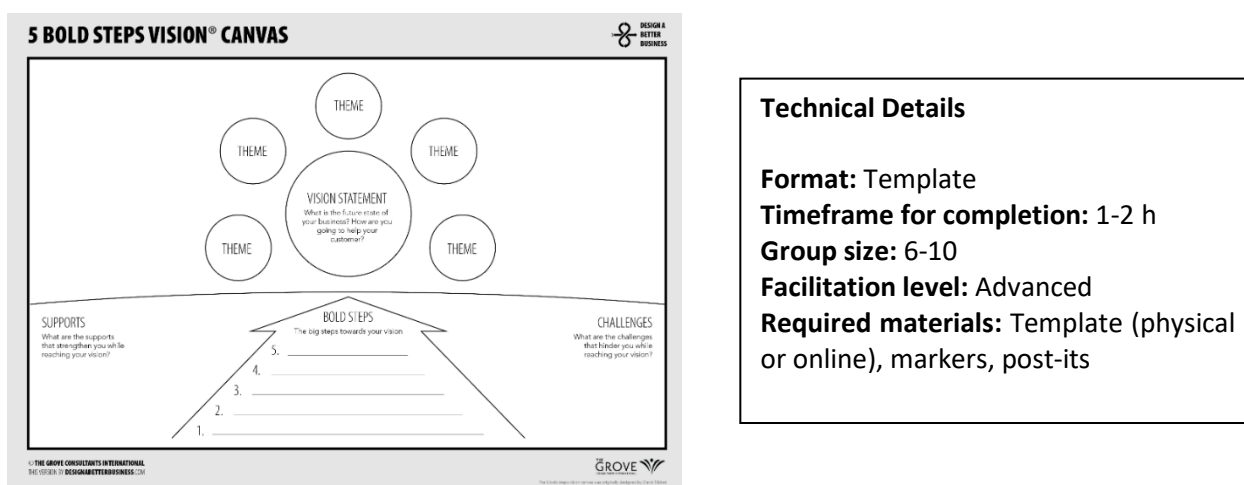 5 BOLD STEPS VISION® CANVAS
DESIGN A
BETTER
BUSINESS
THEME
THEME
THEME
VISION STATEMENT
What is the future state of
your business? How are you
going to help your
customer?
THEME
THEME
SUPPORTS
What are the supports
that strengthen you while
reaching your vision?
BOLD STEPS
The big steps towards your vision
5.
4.
3.
2.
1.
CHALLENGES
What are the challenges
that hinder you while
reaching your vision?
© THE GROVE CONSULTANTS INTERNATIONAL
THIS VERSION BY DESIGNABETTERBUSINESS.COM
THE
GROVE
Technical Details
Format: Template
Timeframe for completion: 1-2 h
Group size: 6-10
Facilitation level: Advanced
Required materials: Template (physical
or online), markers, post-its